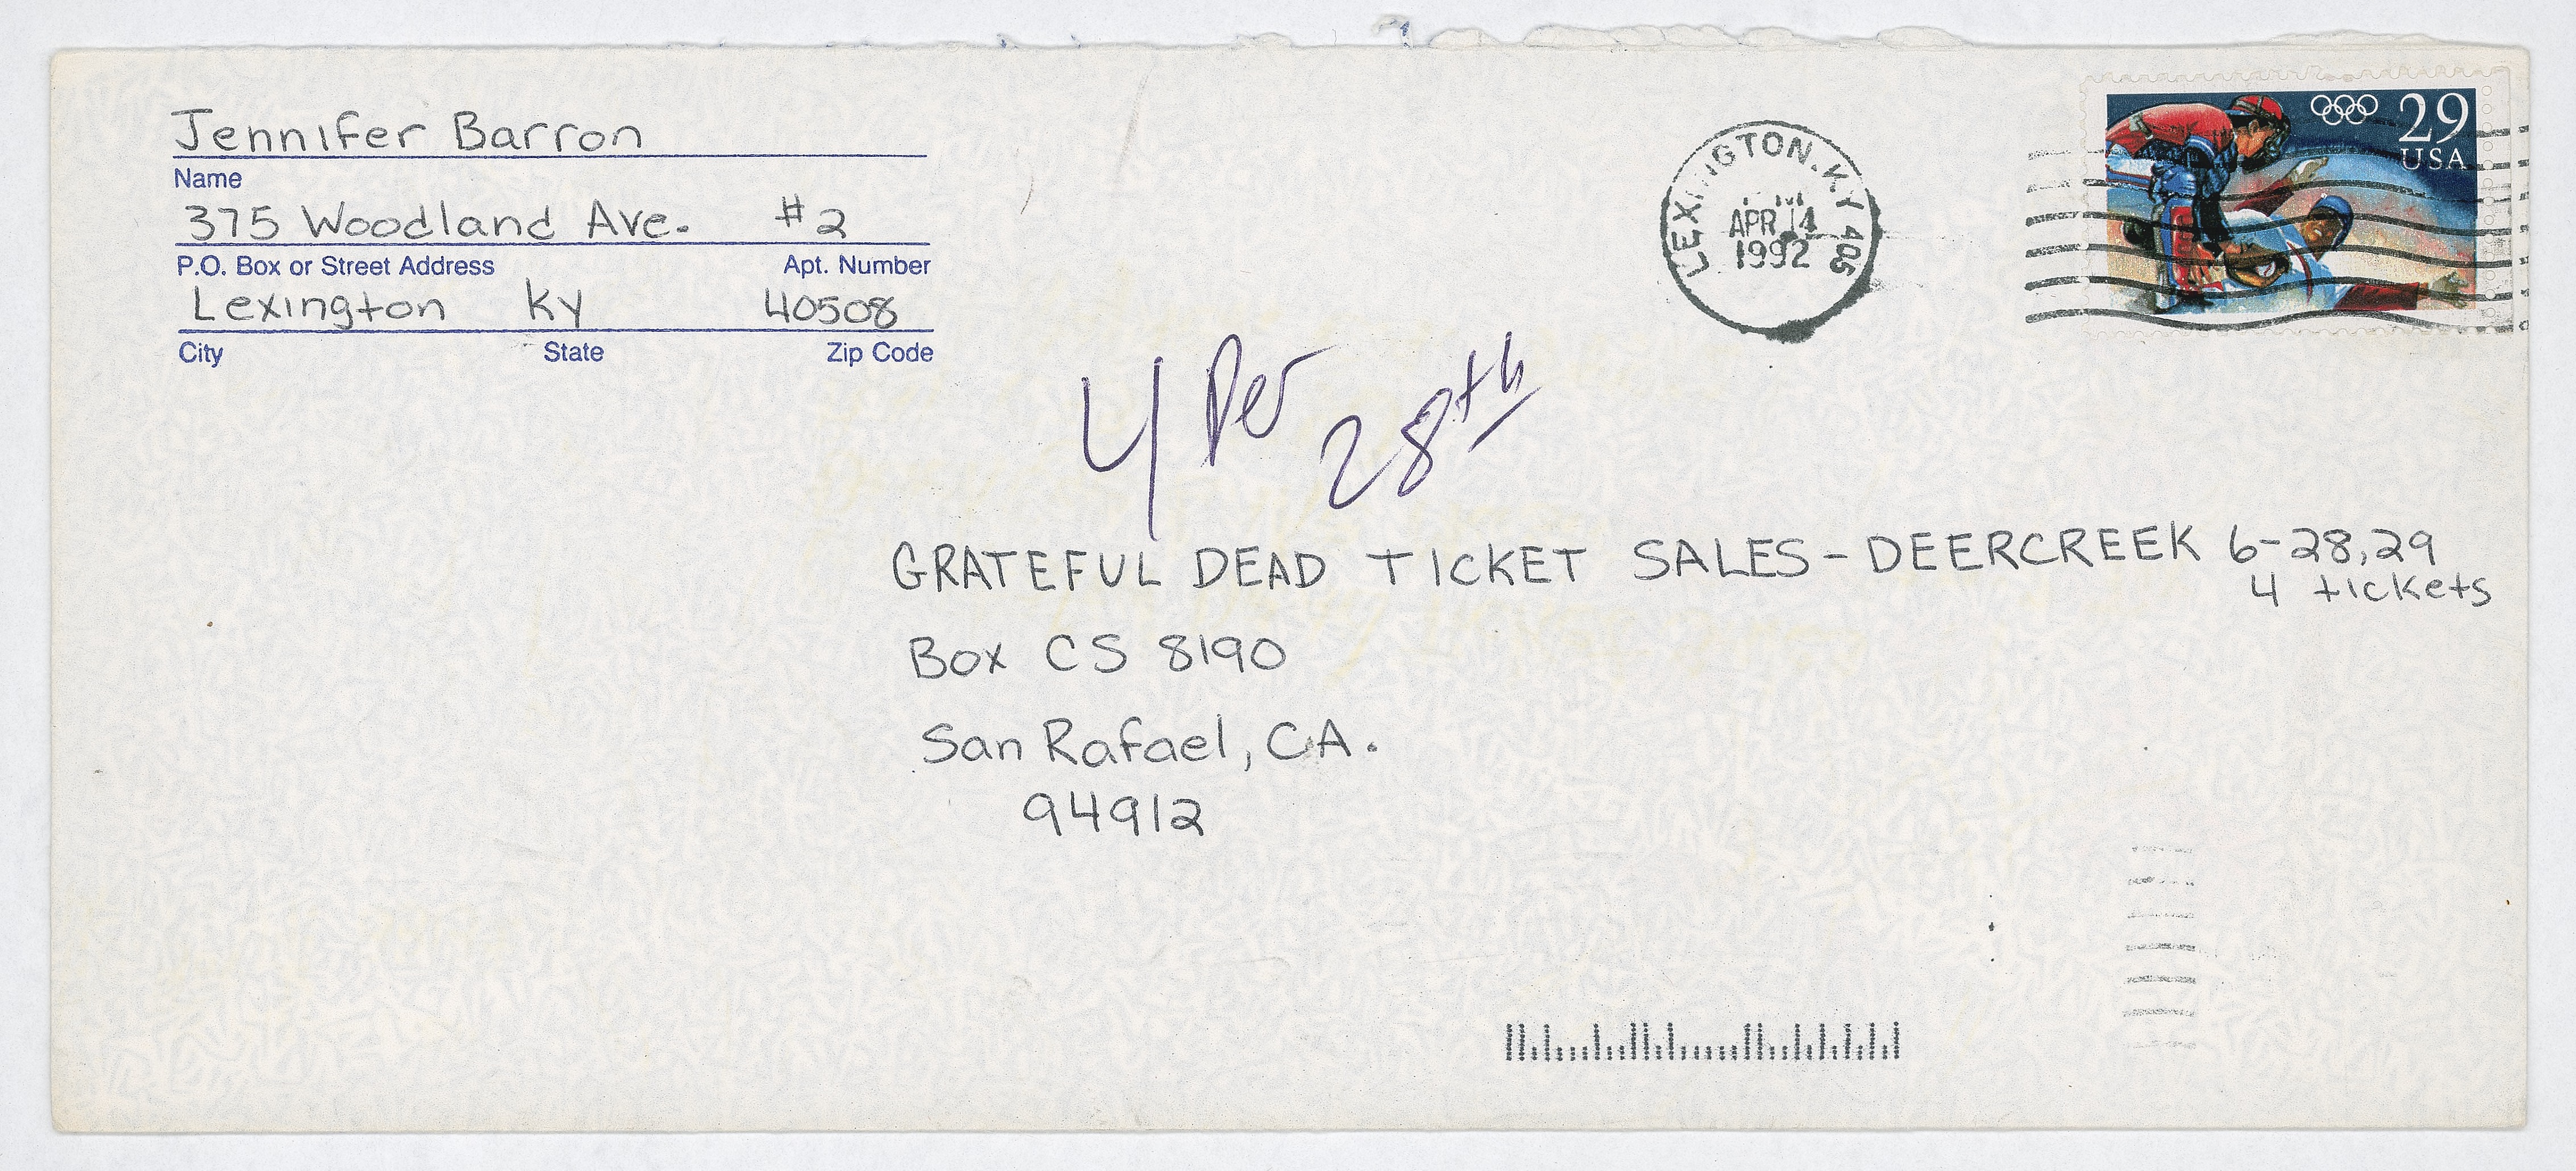 Jennifer Barron
Name
375 Woodland Ave. #2
P.O. Box or Street Address Apt. Number
Lexington Ky 40508
City State Zip Code
LEXINGTON, KY 405
APR 14
1992
29
USA
4 Per 28th
GRATEFUL DEAD TICKET SALES - DEERCREEK 6-28,29
4 tickets
Box CS 8190
San Rafael, CA.
94912